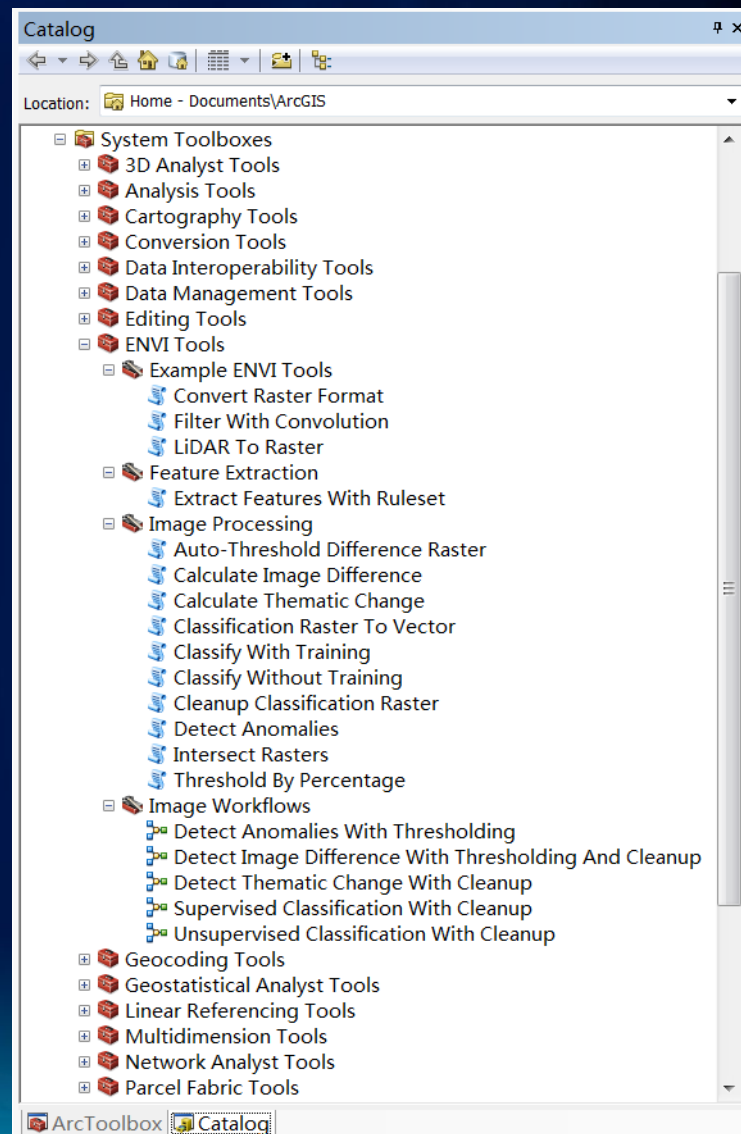 Catalog
Location: Home - Documents\ArcGIS
System Toolboxes
3D Analyst Tools
Analysis Tools
Cartography Tools
Conversion Tools
Data Interoperability Tools
Data Management Tools
Editing Tools
ENVI Tools
Example ENVI Tools
Convert Raster Format
Filter With Convolution
LiDAR To Raster
Feature Extraction
Extract Features With Ruleset
Image Processing
Auto-Threshold Difference Raster
Calculate Image Difference
Calculate Thematic Change
Classification Raster To Vector
Classify With Training
Classify Without Training
Cleanup Classification Raster
Detect Anomalies
Intersect Rasters
Threshold By Percentage
Image Workflows
Detect Anomalies With Thresholding
Detect Image Difference With Thresholding And Cleanup
Detect Thematic Change With Cleanup
Supervised Classification With Cleanup
Unsupervised Classification With Cleanup
Geocoding Tools
Geostatistical Analyst Tools
Linear Referencing Tools
Multidimension Tools
Network Analyst Tools
Parcel Fabric Tools
ArcToolbox Catalog